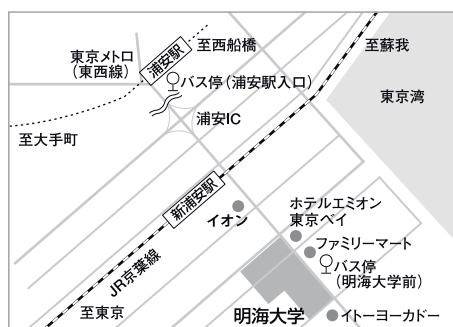 至西船橋
東京メトロ
(東西線)
浦安駅
バス停(浦安駅入口)
至蘇我
東京湾
浦安IC
至大手町
新浦安駅
イオン
ホテルエミオン
東京ベイ
ファミリーマート
バス停
(明海大学前)
JR京葉線
至東京
明海大学
イトーヨーカドー